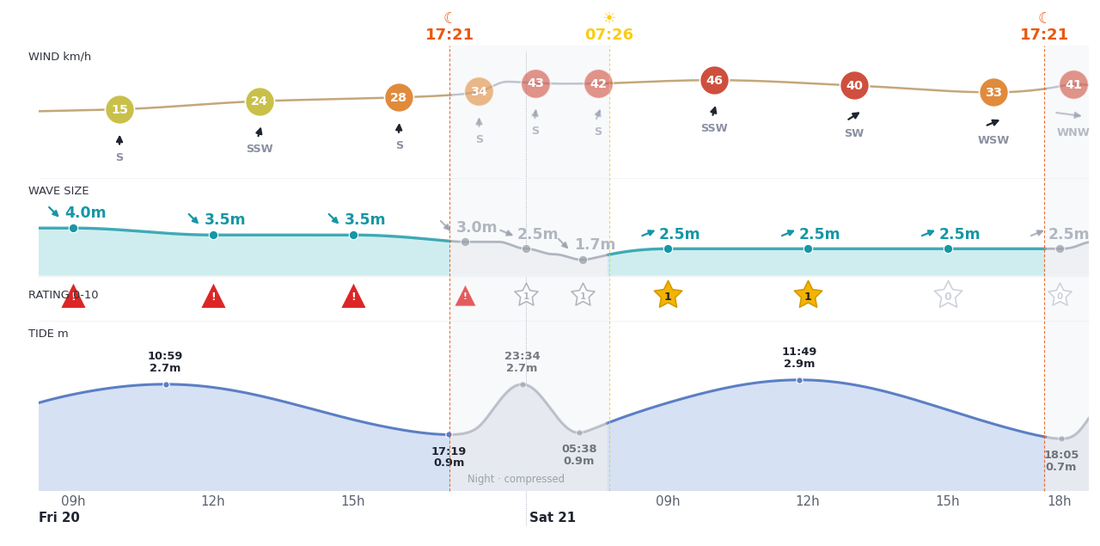 ☾ ☀ ☾
17:21 07:26 17:21
WIND km/h
15 24 28 34 43 42 46 40 33 41
S SSW S S S S SSW SW WSW WNW
WAVE SIZE
4.0m 3.5m 3.5m 3.0m 2.5m 1.7m 2.5m 2.5m 2.5m 2.5m
RATING 0-10
! ! ! ! 1 1 1 1 0 0
TIDE m
10:59 23:34 11:49
2.7m 2.7m 2.9m
17:19 05:38 18:05
0.9m 0.9m 0.7m
Night · compressed
09h 12h 15h 09h 12h 15h 18h
Fri 20 Sat 21